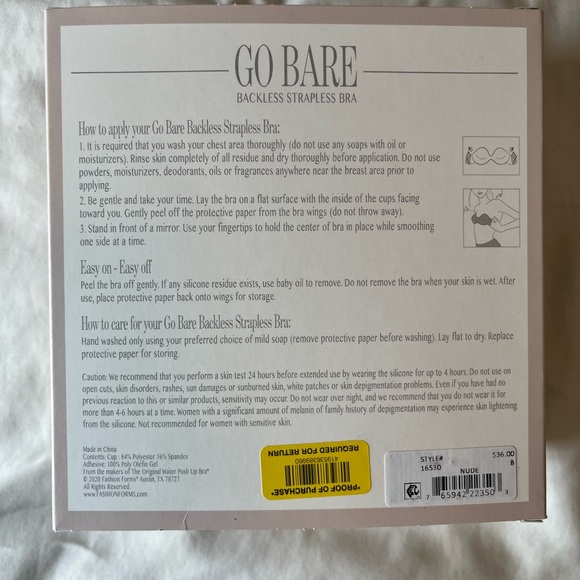 GO BARE
BACKLESS STRAPLESS BRA
How to apply your Go Bare Backless Strapless Bra:
1. It is required that you wash your chest area thoroughly (do not use any soaps with oil or
moisturizers). Rinse skin completely of all residue and dry thoroughly before application. Do not use
powders, moisturizers, deodorants, oils or fragrances anywhere near the breast area prior to
applying.
2. Be gentle and take your time. Lay the bra on a flat surface with the inside of the cups facing
toward you. Gently peel off the protective paper from the bra wings (do not throw away).
3. Stand in front of a mirror. Use your fingertips to hold the center of bra in place while smoothing
one side at a time.
Easy on - Easy off
Peel the bra off gently. If any silicone residue exists, use baby oil to remove. Do not remove the bra when your skin is wet. After
use, place protective paper back onto wings for storage.
How to care for your Go Bare Backless Strapless Bra:
Hand washed only using your preferred choice of mild soap (remove protective paper before washing). Lay flat to dry. Replace
protective paper for storing.
Caution: We recommend that you perform a skin test 24 hours before extended use by wearing the silicone for up to 4 hours. Do not use on
open cuts, skin disorders, rashes, sun damages or sunburned skin, white patches or skin depigmentation problems. Even if you have had no
previous reaction to this or similar products, sensitivity may occur. Do not wear over night, and we recommend that you do not wear it for
more than 4-6 hours at a time. Women with a significant amount of melanin of family history of depigmentation may experience skin lightening
from the silicone. Not recommended for women with sensitive skin.
Made in China
Contents: Cup : 84% Polyester 16% Spandex
Adhesive: 100% Poly Olefin Gel
From the makers of The Original Water Push Up Bra®
© 2020 Fashion Forms® Austin, TX 78727
All Rights Reserved.
www.FASHIONFORMS.com
*PROOF OF PURCHASE*
REQUIRED FOR RETURN
41953638960
STYLE#
16530
$36.00
B
NUDE
7 65942 22350 3